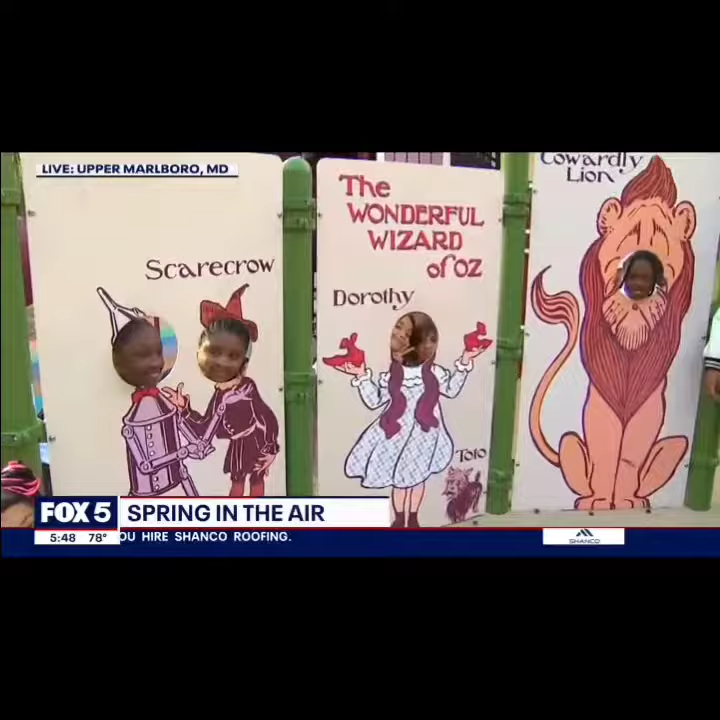 LIVE: UPPER MARLBORO, MD
Scarecrow
The
WONDERFUL
WIZARD
of OZ
Dorothy
Toto
Cowardly
Lion
FOX 5
SPRING IN THE AIR
5:48 78°
OU HIRE SHANCO ROOFING.
SHANCO